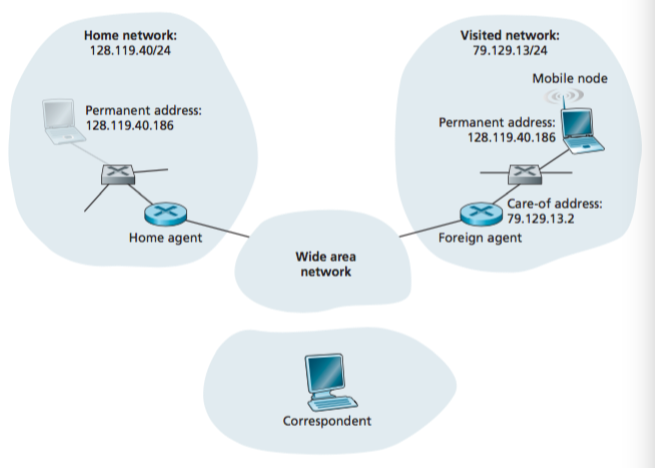 Home network:
128.119.40/24
Visited network:
79.129.13/24
Mobile node
Permanent address:
128.119.40.186
Permanent address:
128.119.40.186
Care-of address:
79.129.13.2
Home agent
Foreign agent
Wide area
network
Correspondent